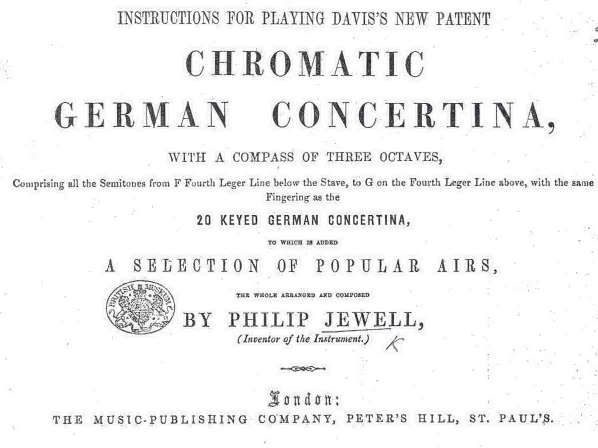 INSTRUCTIONS FOR PLAYING DAVIS'S NEW PATENT
CHROMATIC
GERMAN CONCERTINA,
WITH A COMPASS OF THREE OCTAVES,
Comprising all the Semitones from F Fourth Leger Line below the Stave, to G on the Fourth Leger Line above, with the same
Fingering as the
20 KEYED GERMAN CONCERTINA,
TO WHICH IS ADDED
A SELECTION OF POPULAR AIRS,
THE WHOLE ARRANGED AND COMPOSED
BRITISH MUSEUM
BY PHILIP JEWELL,
(Inventor of the Instrument.)
London:
THE MUSIC-PUBLISHING COMPANY, PETER'S HILL, ST. PAUL'S.